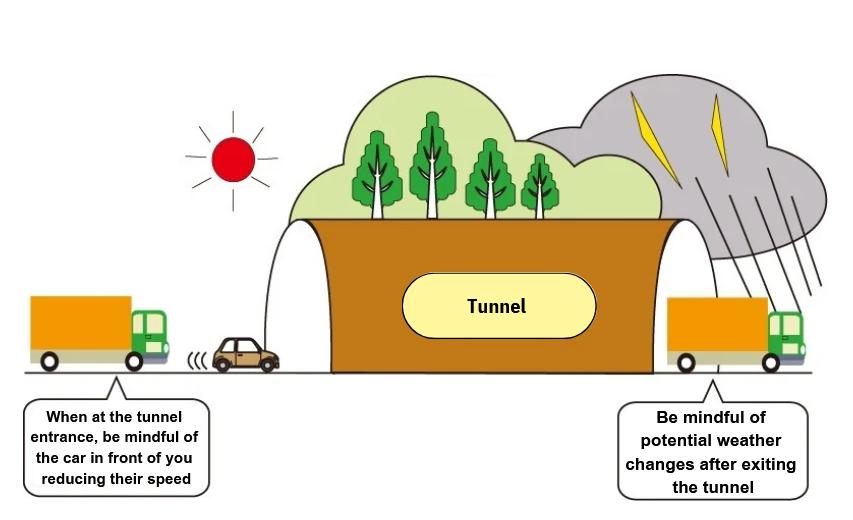 Tunnel
When at the tunnel
entrance, be mindful of
the car in front of you
reducing their speed
Be mindful of
potential weather
changes after exiting
the tunnel